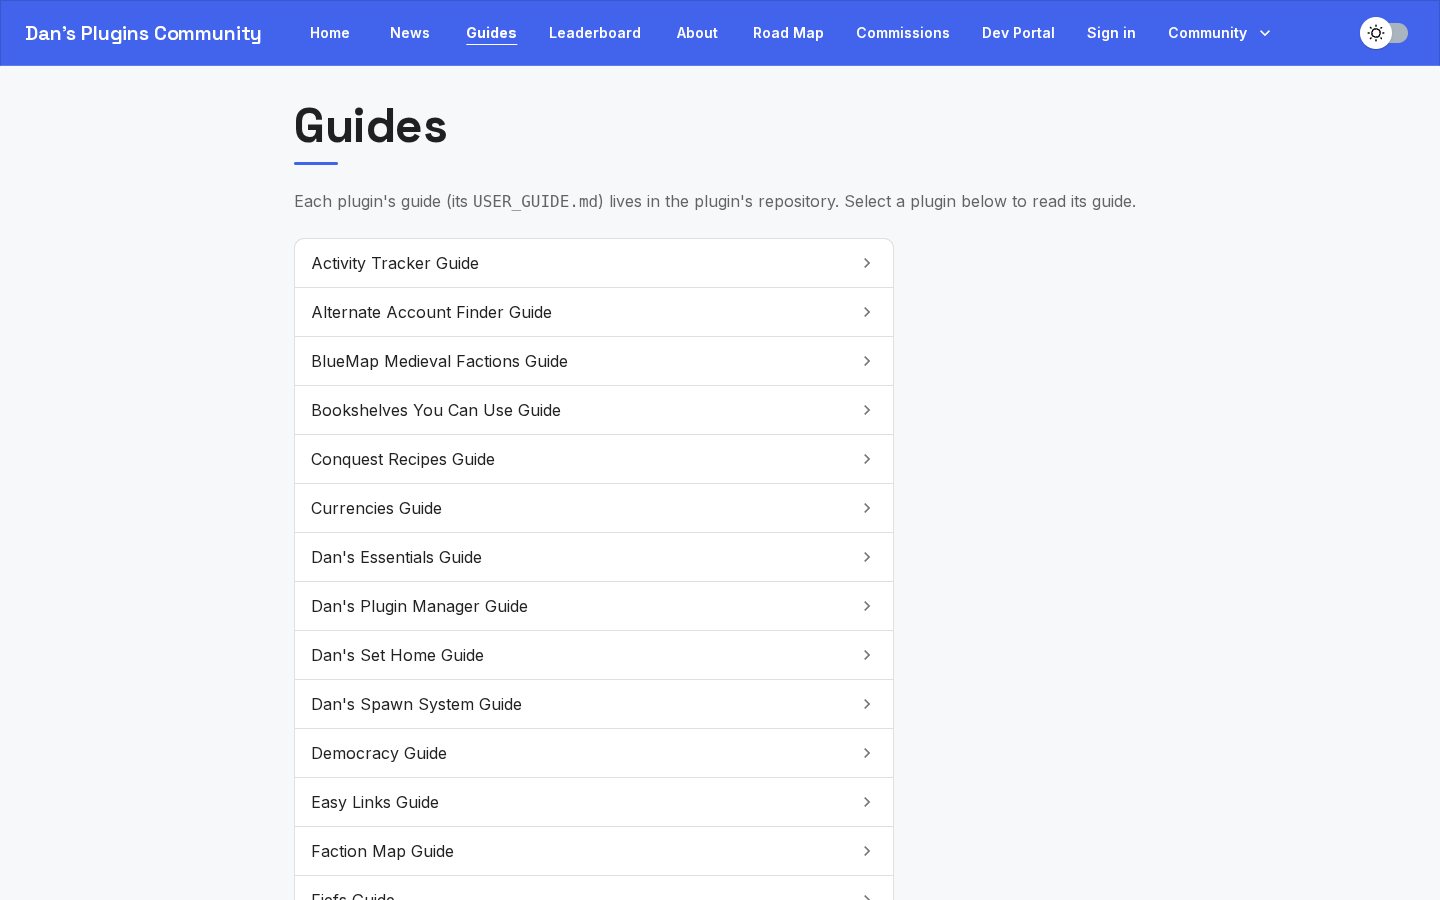 Dan's Plugins Community
Home
News
Guides
Leaderboard
About
Road Map
Commissions
Dev Portal
Sign in
Community
Guides
Each plugin's guide (its USER_GUIDE.md) lives in the plugin's repository. Select a plugin below to read its guide.
Activity Tracker Guide
Alternate Account Finder Guide
BlueMap Medieval Factions Guide
Bookshelves You Can Use Guide
Conquest Recipes Guide
Currencies Guide
Dan's Essentials Guide
Dan's Plugin Manager Guide
Dan's Set Home Guide
Dan's Spawn System Guide
Democracy Guide
Easy Links Guide
Faction Map Guide
Fiefs Guide